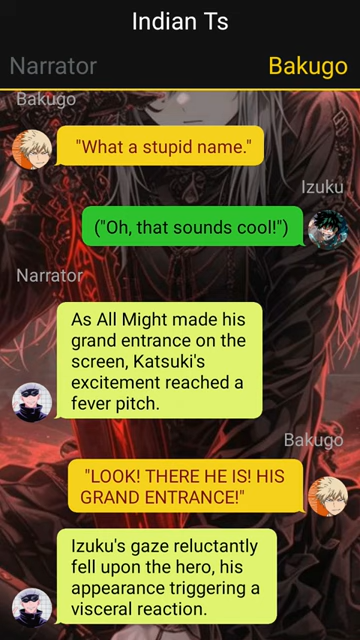 Indian Ts
Narrator
Bakugo
Bakugo
"What a stupid name."
Izuku
("Oh, that sounds cool!")
Narrator
As All Might made his
grand entrance on the
screen, Katsuki's
excitement reached a
fever pitch.
Bakugo
"LOOK! THERE HE IS! HIS
GRAND ENTRANCE!"
Izuku's gaze reluctantly
fell upon the hero, his
appearance triggering a
visceral reaction.